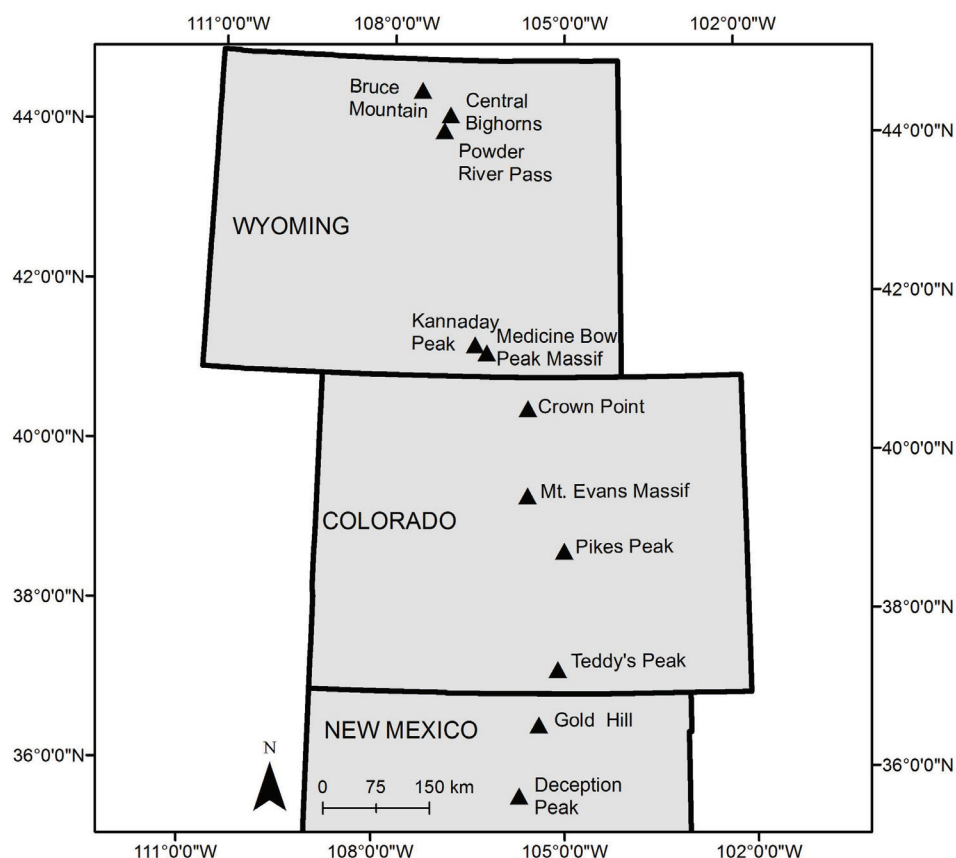 111°0'0"W 108°0'0"W 105°0'0"W 102°0'0"W
44°0'0"N
42°0'0"N
40°0'0"N
38°0'0"N
36°0'0"N
Bruce
Mountain
Central
Bighorns
Powder
River Pass
WYOMING
Kannaday
Peak
Medicine Bow
Peak Massif
Crown Point
Mt. Evans Massif
COLORADO
Pikes Peak
Teddy's Peak
Gold Hill
NEW MEXICO
N
0 75 150 km
Deception
Peak
44°0'0"N
42°0'0"N
40°0'0"N
38°0'0"N
36°0'0"N
111°0'0"W 108°0'0"W 105°0'0"W 102°0'0"W